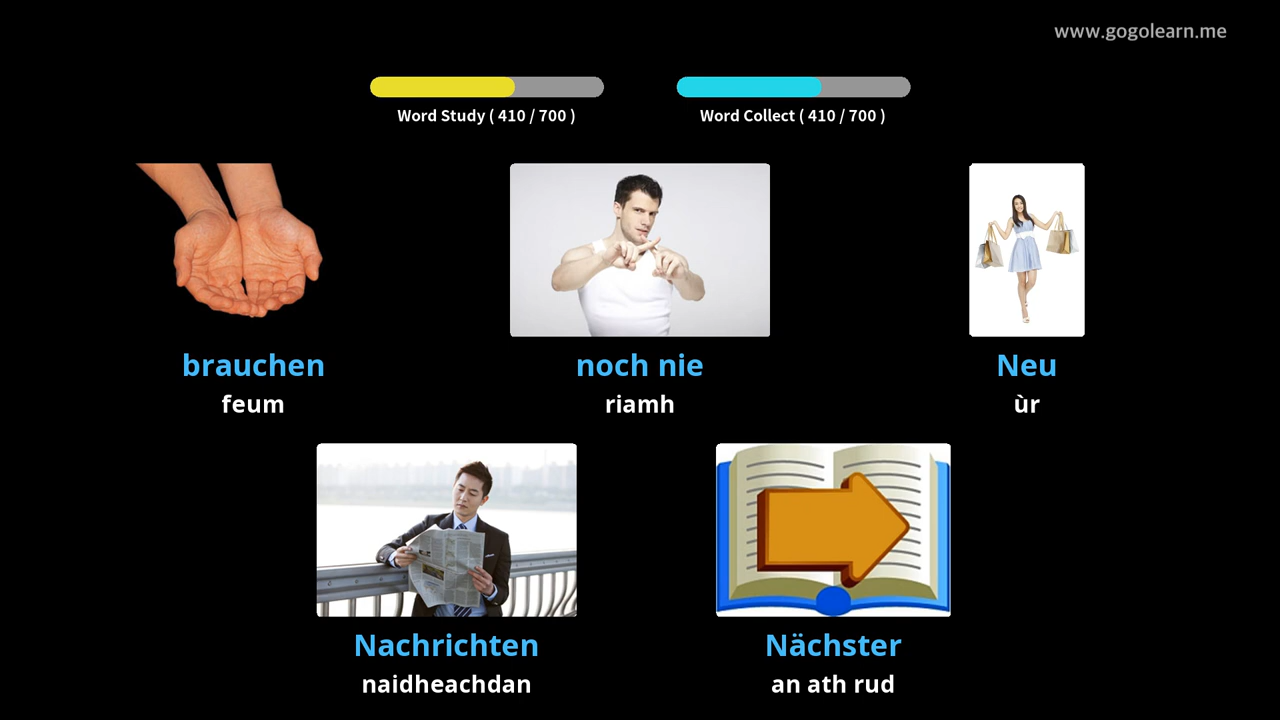 www.gogolearn.me
Word Study ( 410 / 700 )
Word Collect ( 410 / 700 )
brauchen
feum
noch nie
riamh
Neu
ùr
Nachrichten
naidheachdan
Nächster
an ath rud